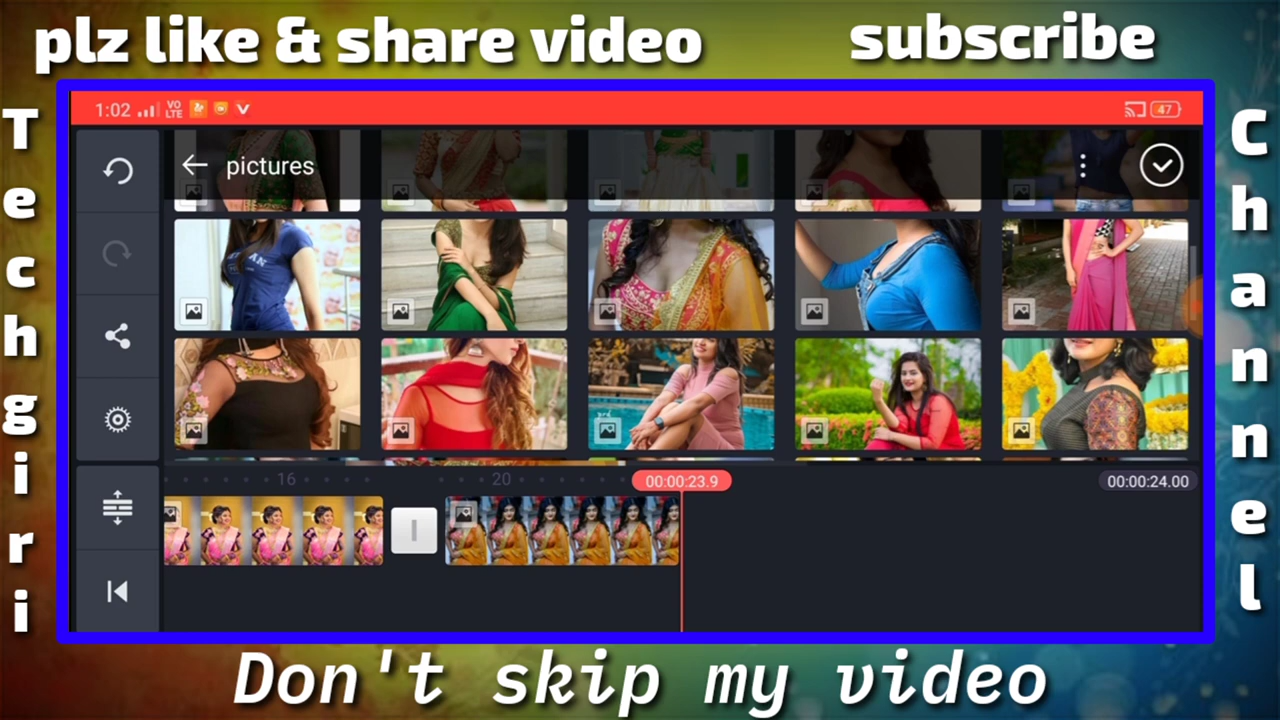 plz like & share video
subscribe
Techgiri
Channel
1:02
VO
LTE
47
pictures
16
20
00:00:23.9
00:00:24.00
Don't skip my video